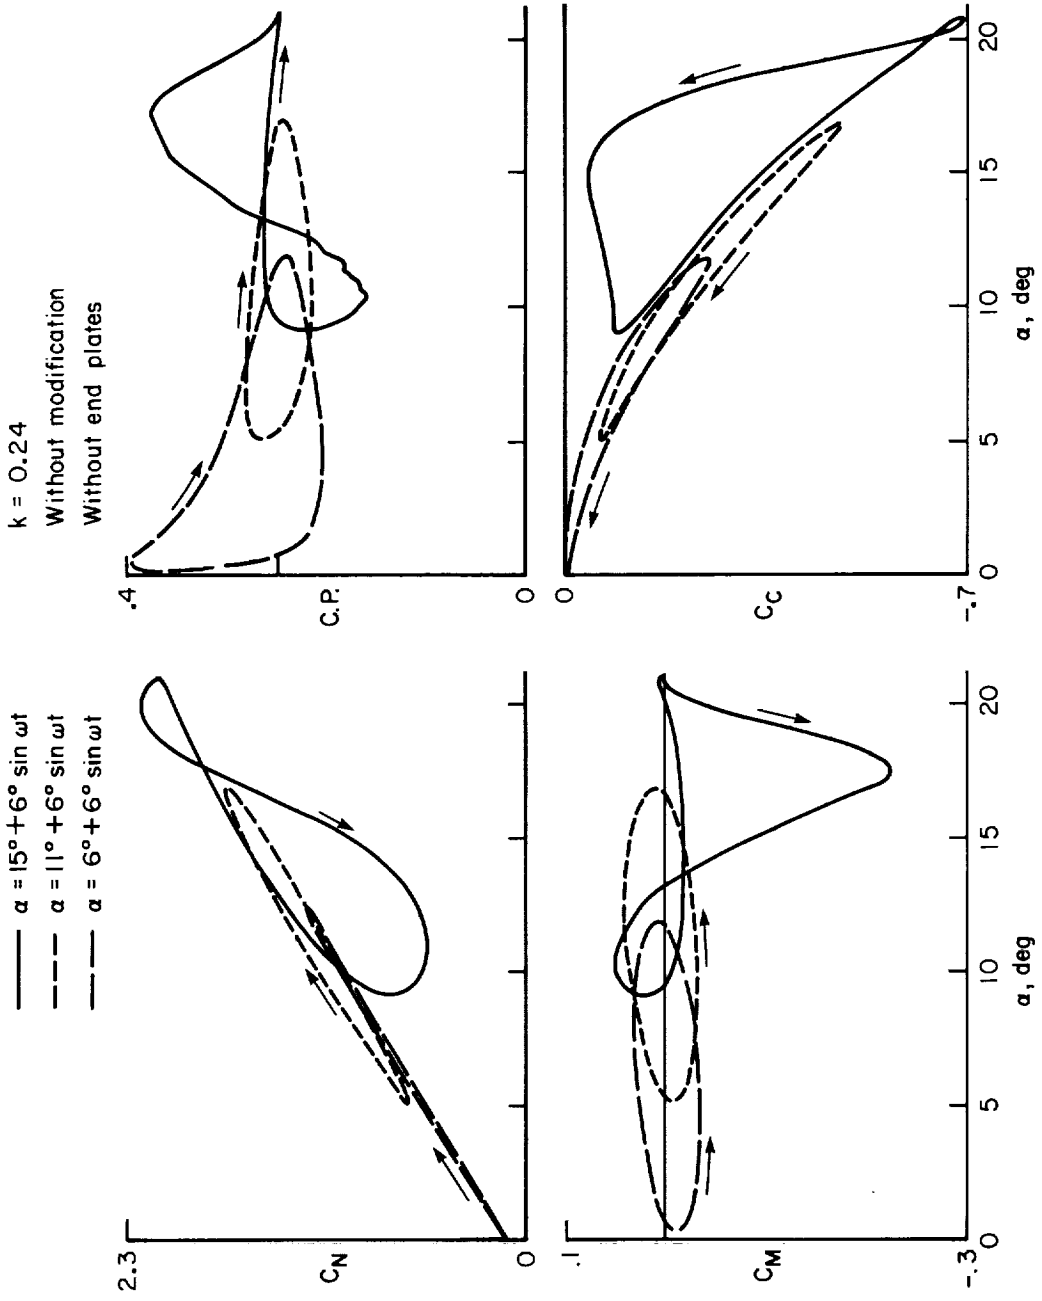 α = 15° + 6° sin ωt
α = 11° + 6° sin ωt
α = 6° + 6° sin ωt
k = 0.24
Without modification
Without end plates
2.3
C_N
0
.4
C.P.
0
.1
C_M
-.3
0
5
10
15
20
α, deg
0
C_C
-.7
0
5
10
15
20
α, deg